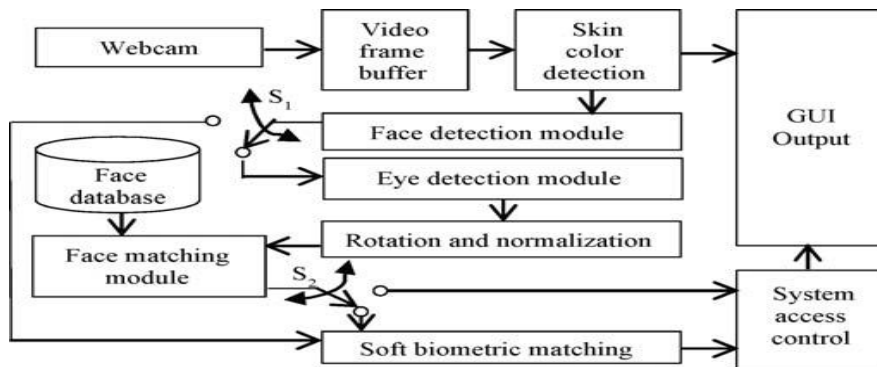 Webcam
Video
frame
buffer
Skin
color
detection
GUI
Output
S1
Face detection module
Face
database
Eye detection module
Rotation and normalization
Face matching
module
S2
System
access
control
Soft biometric matching